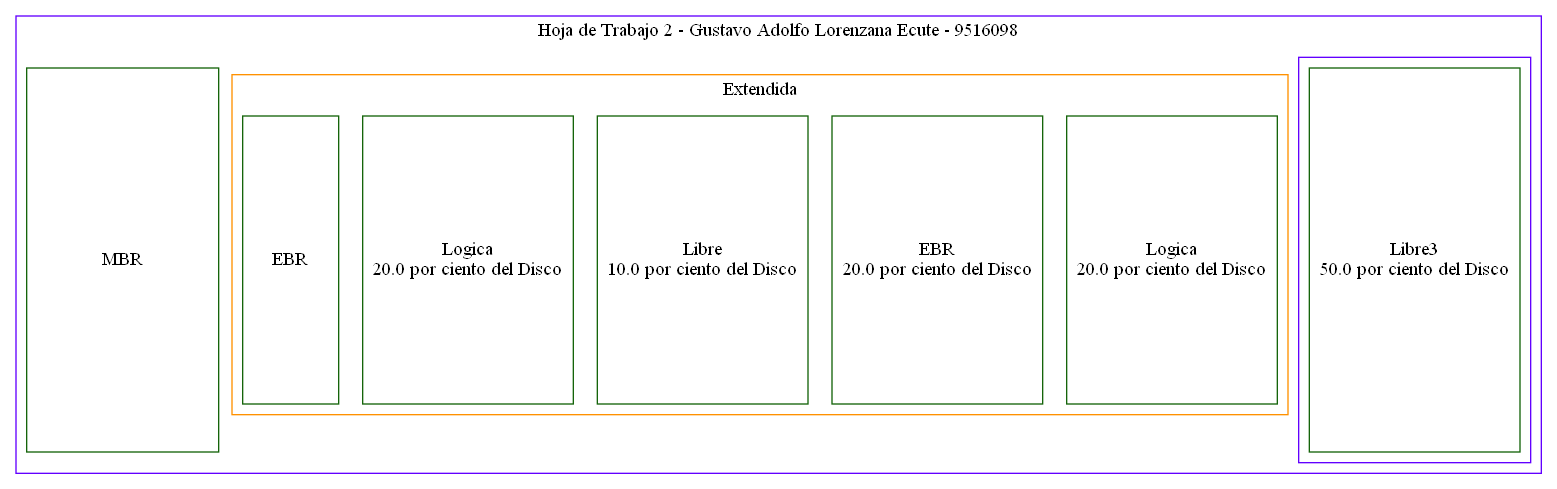 Hoja de Trabajo 2 - Gustavo Adolfo Lorenzana Ecute - 9516098
MBR
Extendida
EBR
Logica
20.0 por ciento del Disco
Libre
10.0 por ciento del Disco
EBR
20.0 por ciento del Disco
Logica
20.0 por ciento del Disco
Libre3
50.0 por ciento del Disco